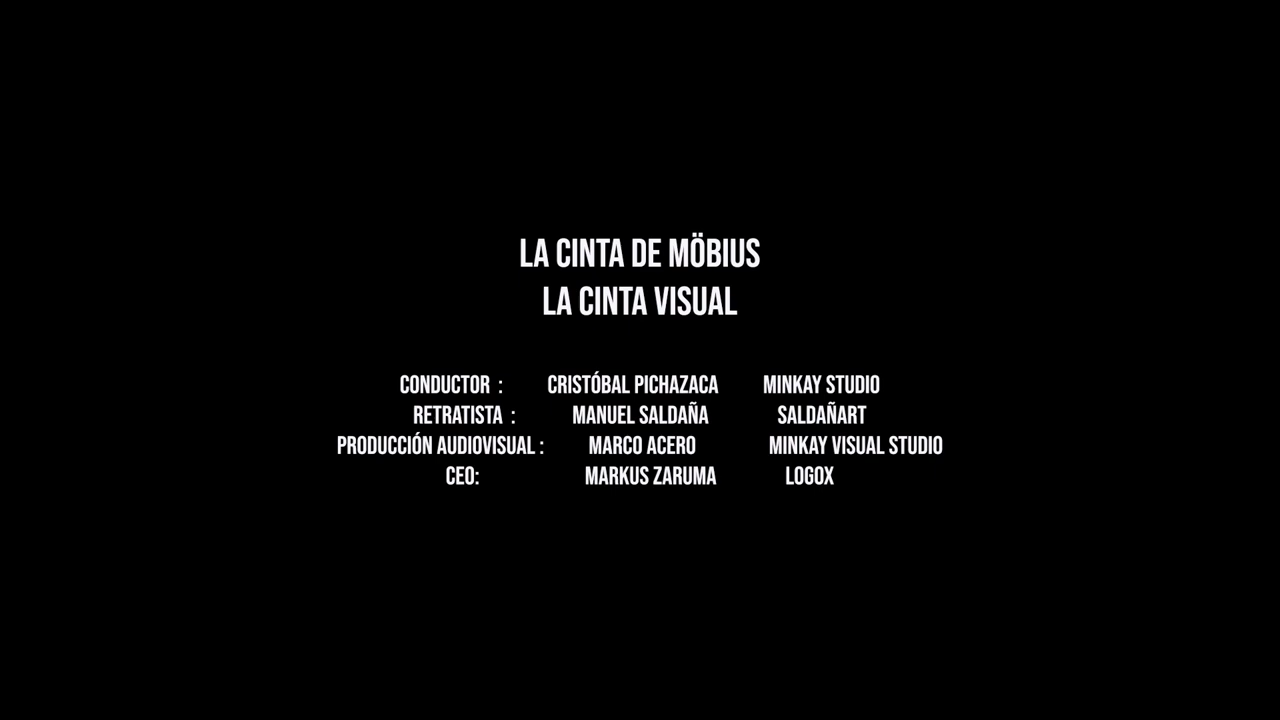 LA CINTA DE MÖBIUS
LA CINTA VISUAL
CONDUCTOR : CRISTÓBAL PICHAZACA MINKAY STUDIO
RETRATISTA : MANUEL SALDAÑA SALDAÑART
PRODUCCIÓN AUDIOVISUAL : MARCO ACERO MINKAY VISUAL STUDIO
CEO: MARKUS ZARUMA LOGOX